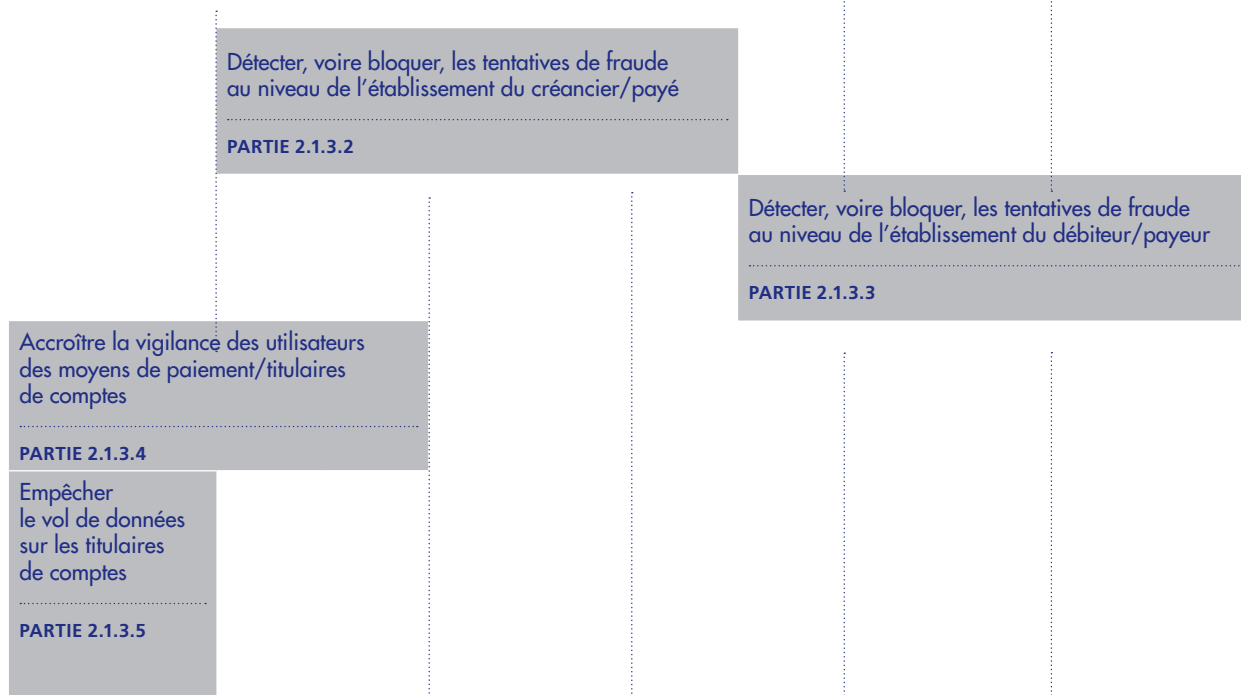 Détecter, voire bloquer, les tentatives de fraude
au niveau de l'établissement du créancier/payé
PARTIE 2.1.3.2
Détecter, voire bloquer, les tentatives de fraude
au niveau de l'établissement du débiteur/payeur
PARTIE 2.1.3.3
Accroître la vigilance des utilisateurs
des moyens de paiement/titulaires
de comptes
PARTIE 2.1.3.4
Empêcher
le vol de données
sur les titulaires
de comptes
PARTIE 2.1.3.5